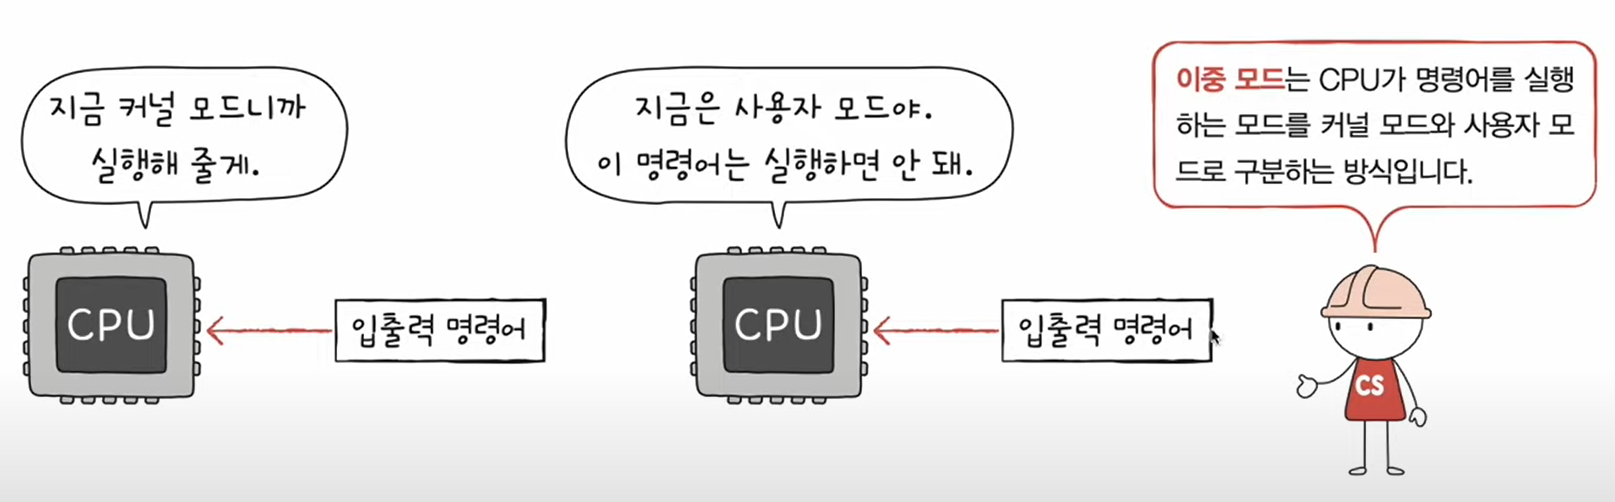 지금 커널 모드니까
실행해 줄게.
CPU
입출력 명령어
지금은 사용자 모드야.
이 명령어는 실행하면 안 돼.
CPU
입출력 명령어
이중 모드는 CPU가 명령어를 실행
하는 모드를 커널 모드와 사용자 모
드로 구분하는 방식입니다.
CS